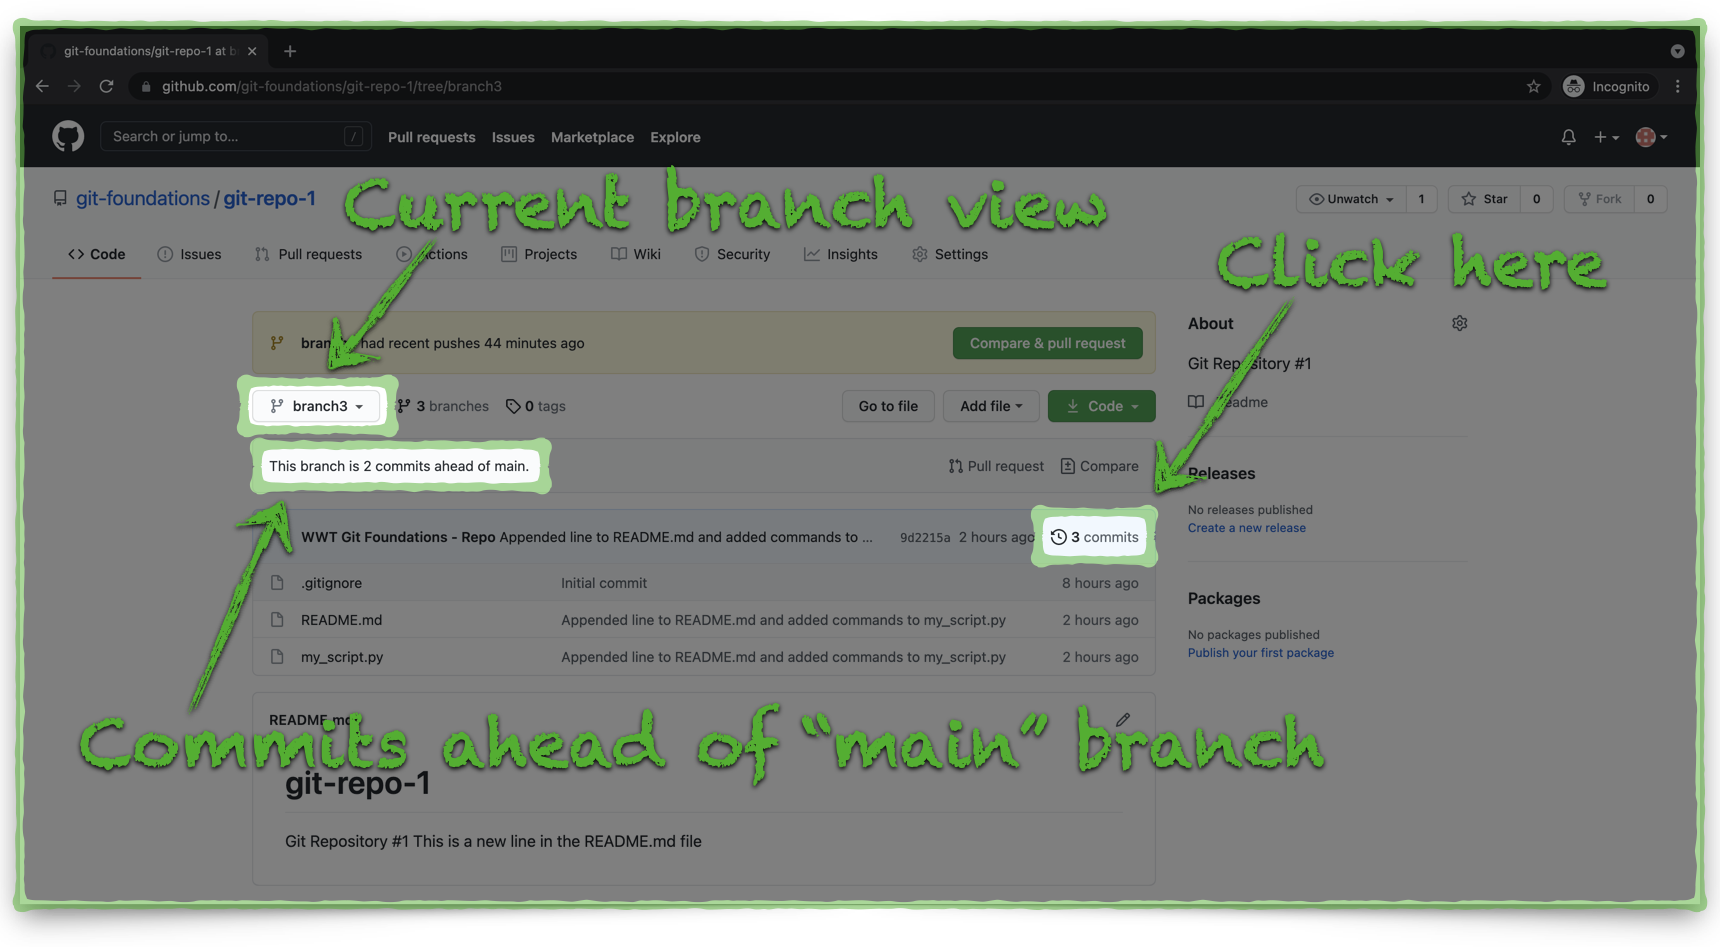 git-foundations/git-repo-1 at b
github.com/git-foundations/git-repo-1/tree/branch3
Incognito
Search or jump to...
/
Pull requests
Issues
Marketplace
Explore
git-foundations / git-repo-1
Current branch view
Unwatch
1
Star
0
Fork
0
Code
Issues
Pull requests
ctions
Projects
Wiki
Security
Insights
Settings
Click here
bran had recent pushes 44 minutes ago
Compare & pull request
About
Git Repository #1
branch3
3 branches
0 tags
Go to file
Add file
Code
eadme
This branch is 2 commits ahead of main.
Pull request
Compare
Releases
No releases published
Create a new release
WWT Git Foundations - Repo Appended line to README.md and added commands to ...
9d2215a
2 hours ago
3 commits
.gitignore
Initial commit
8 hours ago
README.md
Appended line to README.md and added commands to my_script.py
2 hours ago
my_script.py
Appended line to README.md and added commands to my_script.py
2 hours ago
Packages
No packages published
Publish your first package
README.md
Commits ahead of “main” branch
git-repo-1
Git Repository #1 This is a new line in the README.md file